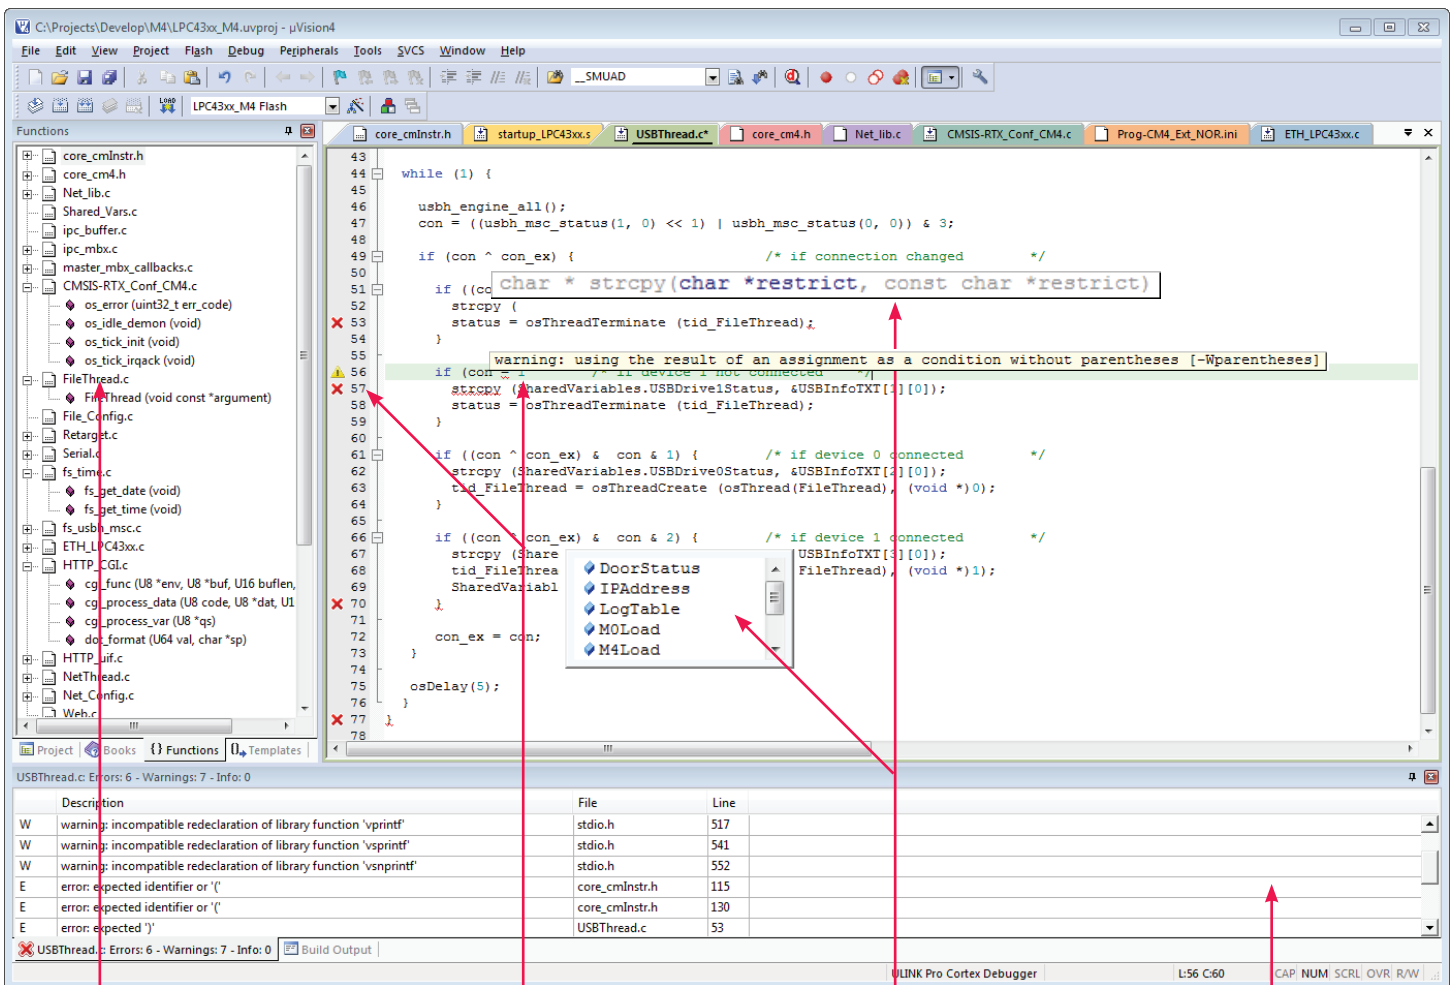 C:\Projects\Develop\M4\LPC43xx_M4.uvproj - µVision4
File Edit View Project Flash Debug Peripherals Tools SVCS Window Help
__SMUAD
LOAD LPC43xx_M4 Flash
Functions
core_cmInstr.h startup_LPC43xx.s USBThread.c* core_cm4.h Net_lib.c CMSIS-RTX_Conf_CM4.c Prog-CM4_Ext_NOR.ini ETH_LPC43xx.c
core_cmInstr.h
core_cm4.h
Net_lib.c
Shared_Vars.c
ipc_buffer.c
ipc_mbx.c
master_mbx_callbacks.c
CMSIS-RTX_Conf_CM4.c
os_error (uint32_t err_code)
os_idle_demon (void)
os_tick_init (void)
os_tick_irqack (void)
FileThread.c
FileThread (void const *argument)
File_Config.c
Retarget.c
Serial.c
fs_time.c
fs_get_date (void)
fs_get_time (void)
fs_usbh_msc.c
ETH_LPC43xx.c
HTTP_CGI.c
cgi_func (U8 *env, U8 *buf, U16 buflen,
cgi_process_data (U8 code, U8 *dat, U1
cgi_process_var (U8 *qs)
dot_format (U64 val, char *sp)
HTTP_uif.c
NetThread.c
Net_Config.c
Web.c
Project Books {} Functions 0 Templates
43
44 while (1) {
45
46 usbh_engine_all();
47 con = ((usbh_msc_status(1, 0) << 1) | usbh_msc_status(0, 0)) & 3;
48
49 if (con ^ con_ex) { /* if connection changed */
50
char * strcpy(char *restrict, const char *restrict)
51 if ((co
52 strcpy (
53 status = osThreadTerminate (tid_FileThread);
54 }
55
warning: using the result of an assignment as a condition without parentheses [-Wparentheses]
56 if (con = 1 /* if device 1 not connected */
57 strcpy (SharedVariables.USBDrive1Status, &USBInfoTXT[1][0]);
58 status = osThreadTerminate (tid_FileThread);
59 }
60
61 if ((con ^ con_ex) & con & 1) { /* if device 0 connected */
62 strcpy (SharedVariables.USBDrive0Status, &USBInfoTXT[2][0]);
63 tid_FileThread = osThreadCreate (osThread(FileThread), (void *)0);
64 }
65
66 if ((con ^ con_ex) & con & 2) { /* if device 1 connected */
67 strcpy (Share USBInfoTXT[3][0]);
68 tid_FileThrea FileThread), (void *)1);
69 SharedVariabl
70 }
71
72 con_ex = con;
73 }
74
75 osDelay(5);
76 }
77 }
78
DoorStatus
IPAddress
LogTable
M0Load
M4Load
USBThread.c: Errors: 6 - Warnings: 7 - Info: 0
Description File Line
W warning: incompatible redeclaration of library function 'vprintf' stdio.h 517
W warning: incompatible redeclaration of library function 'vsprintf' stdio.h 541
W warning: incompatible redeclaration of library function 'vsnprintf' stdio.h 552
E error: expected identifier or '(' core_cmInstr.h 115
E error: expected identifier or '(' core_cmInstr.h 130
E error: expected ')' USBThread.c 53
USBThread.c: Errors: 6 - Warnings: 7 - Info: 0 Build Output
ULINK Pro Cortex Debugger L:56 C:60 CAP NUM SCRL OVR R/W